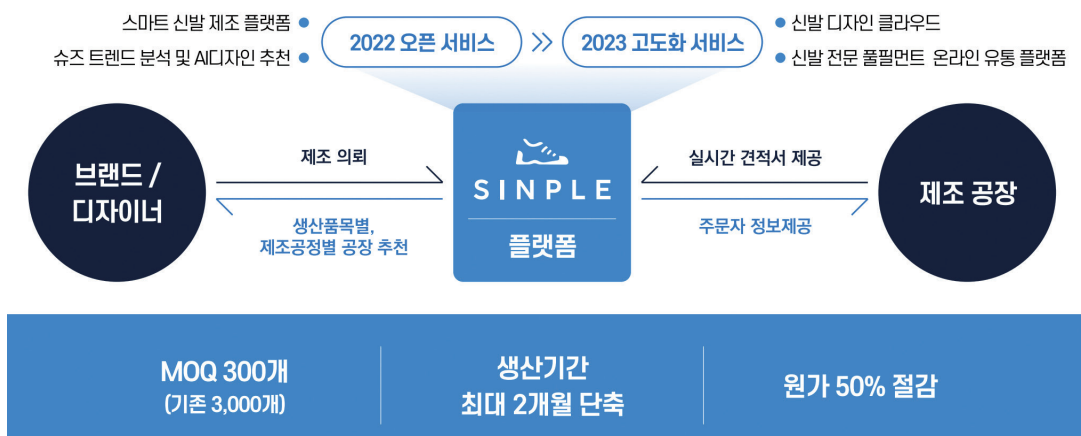 스마트 신발 제조 플랫폼
슈즈 트렌드 분석 및 AI디자인 추천
2022 오픈 서비스
2023 고도화 서비스
신발 디자인 클라우드
신발 전문 풀필먼트 온라인 유통 플랫폼
브랜드 /
디자이너
제조 의뢰
생산품목별,
제조공정별 공장 추천
SINPLE
플랫폼
실시간 견적서 제공
주문자 정보제공
제조 공장
MOQ 300개
(기존 3,000개)
생산기간
최대 2개월 단축
원가 50% 절감